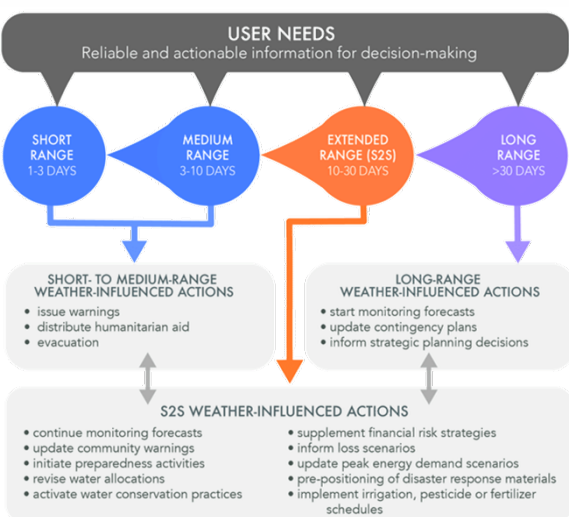 USER NEEDS
Reliable and actionable information for decision-making
SHORT
RANGE
1-3 DAYS
MEDIUM
RANGE
3-10 DAYS
EXTENDED
RANGE (S2S)
10-30 DAYS
LONG
RANGE
>30 DAYS
SHORT- TO MEDIUM-RANGE
WEATHER-INFLUENCED ACTIONS
• issue warnings
• distribute humanitarian aid
• evacuation
LONG-RANGE
WEATHER-INFLUENCED ACTIONS
• start monitoring forecasts
• update contingency plans
• inform strategic planning decisions
S2S WEATHER-INFLUENCED ACTIONS
• continue monitoring forecasts
• update community warnings
• initiate preparedness activities
• revise water allocations
• activate water conservation practices
• supplement financial risk strategies
• inform loss scenarios
• update peak energy demand scenarios
• pre-positioning of disaster response materials
• implement irrigation, pesticide or fertilizer
schedules